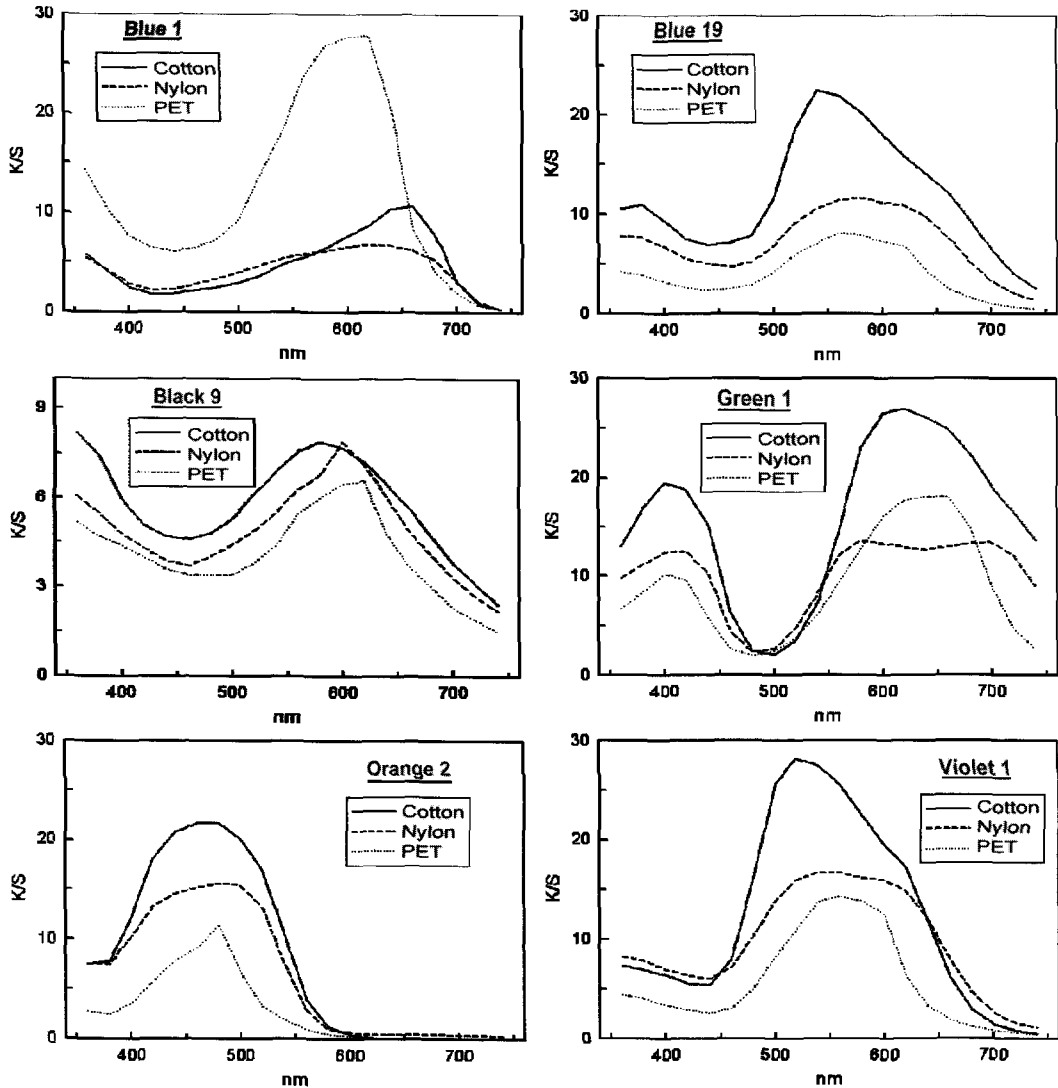 Blue 1
Cotton
Nylon
PET
30
20
10
0
K/S
400 500 600 700
nm
Blue 19
Cotton
Nylon
PET
30
20
10
0
K/S
400 500 600 700
nm
Black 9
Cotton
Nylon
PET
9
6
3
0
400 500 600 700
nm
Green 1
Cotton
Nylon
PET
30
20
10
0
K/S
400 500 600 700
nm
Orange 2
Cotton
Nylon
PET
30
20
10
0
K/S
400 500 600 700
nm
Violet 1
Cotton
Nylon
PET
30
20
10
0
K/S
400 500 600 700
nm